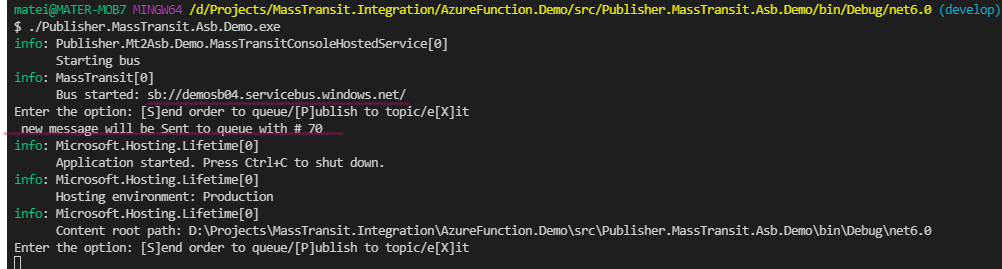 matei@MATER-MOB7 MINGW64 /d/Projects/MassTransit.Integration/AzureFunction.Demo/src/Publisher.MassTransit.Asb.Demo/bin/Debug/net6.0 (develop)
$ ./Publisher.MassTransit.Asb.Demo.exe
info: Publisher.Mt2Asb.Demo.MassTransitConsoleHostedService[0]
Starting bus
info: MassTransit[0]
Bus started: sb://demosb04.servicebus.windows.net/
Enter the option: [S]end order to queue/[P]ublish to topic/e[X]it
new message will be Sent to queue with # 70
info: Microsoft.Hosting.Lifetime[0]
Application started. Press Ctrl+C to shut down.
info: Microsoft.Hosting.Lifetime[0]
Hosting environment: Production
info: Microsoft.Hosting.Lifetime[0]
Content root path: D:\Projects\MassTransit.Integration\AzureFunction.Demo\src\Publisher.MassTransit.Asb.Demo\bin\Debug\net6.0
Enter the option: [S]end order to queue/[P]ublish to topic/e[X]it